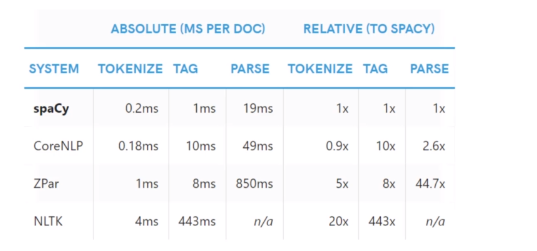 ABSOLUTE (MS PER DOC) RELATIVE (TO SPACY)
SYSTEM TOKENIZE TAG PARSE TOKENIZE TAG PARSE
spaCy 0.2ms 1ms 19ms 1x 1x 1x
CoreNLP 0.18ms 10ms 49ms 0.9x 10x 2.6x
ZPar 1ms 8ms 850ms 5x 8x 44.7x
NLTK 4ms 443ms n/a 20x 443x n/a